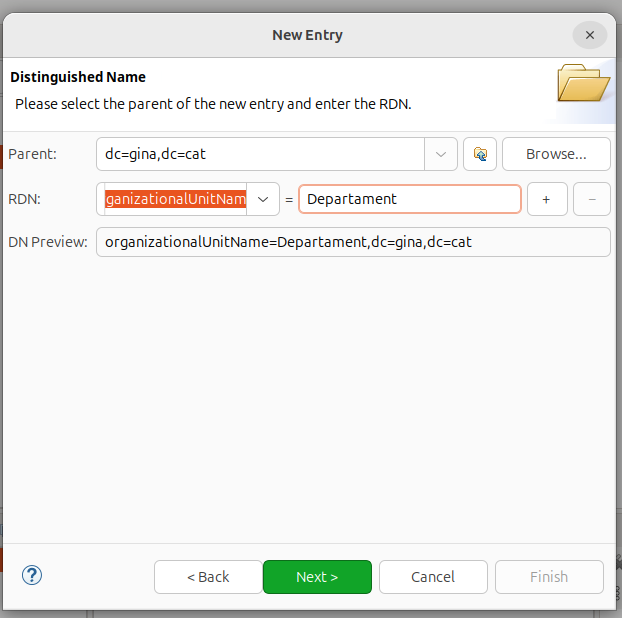 New Entry
Distinguished Name
Please select the parent of the new entry and enter the RDN.
Parent: dc=gina,dc=cat Browse...
RDN: ganizationalUnitNam = Departament + −
DN Preview: organizationalUnitName=Departament,dc=gina,dc=cat
? < Back Next > Cancel Finish